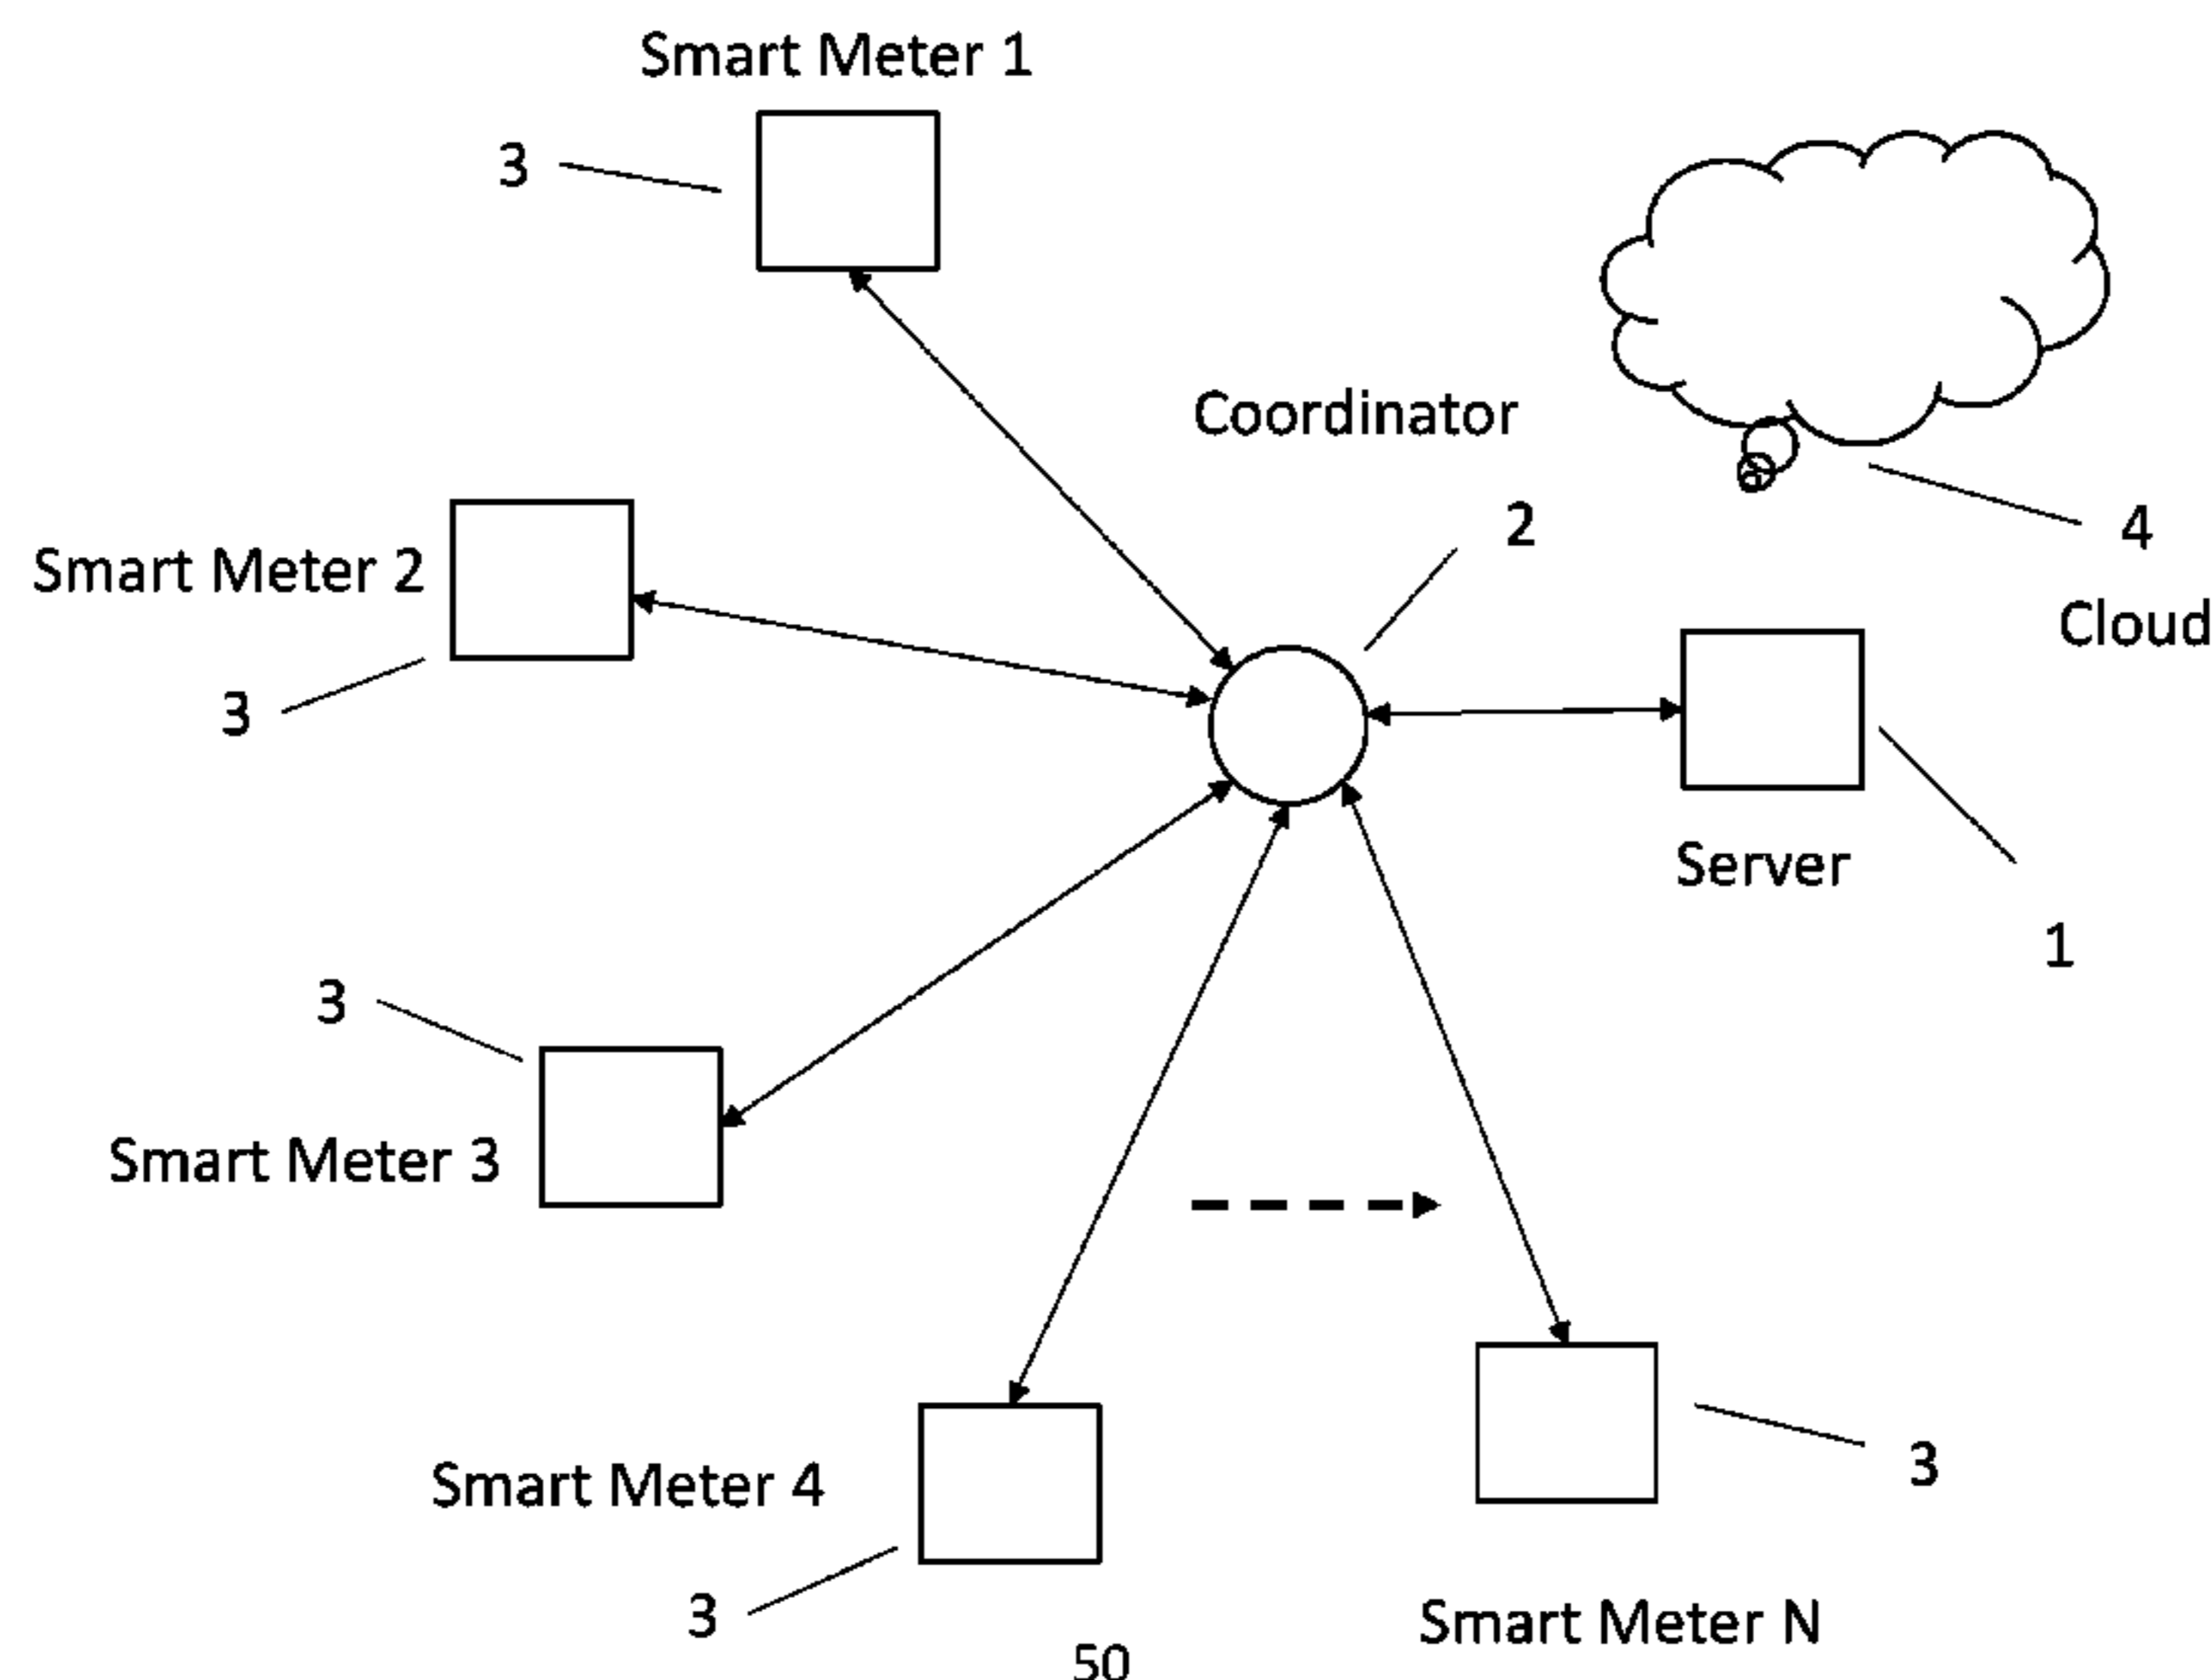 Smart Meter 1
3
Coordinator
2
4
Smart Meter 2
Cloud
3
Server
1
3
Smart Meter 3
Smart Meter 4
3
3
Smart Meter N
50